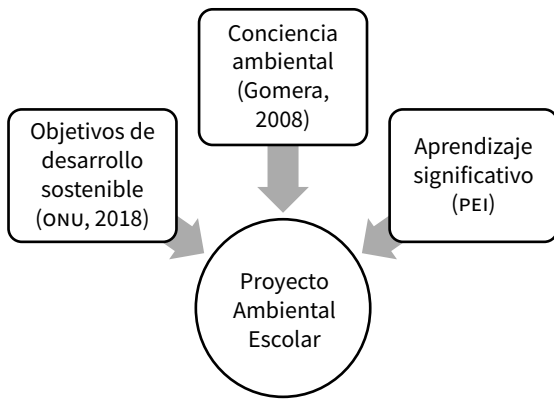 Conciencia
ambiental
(Gomera,
2008)
Objetivos de
desarrollo
sostenible
(ONU, 2018)
Aprendizaje
significativo
(PEI)
Proyecto
Ambiental
Escolar